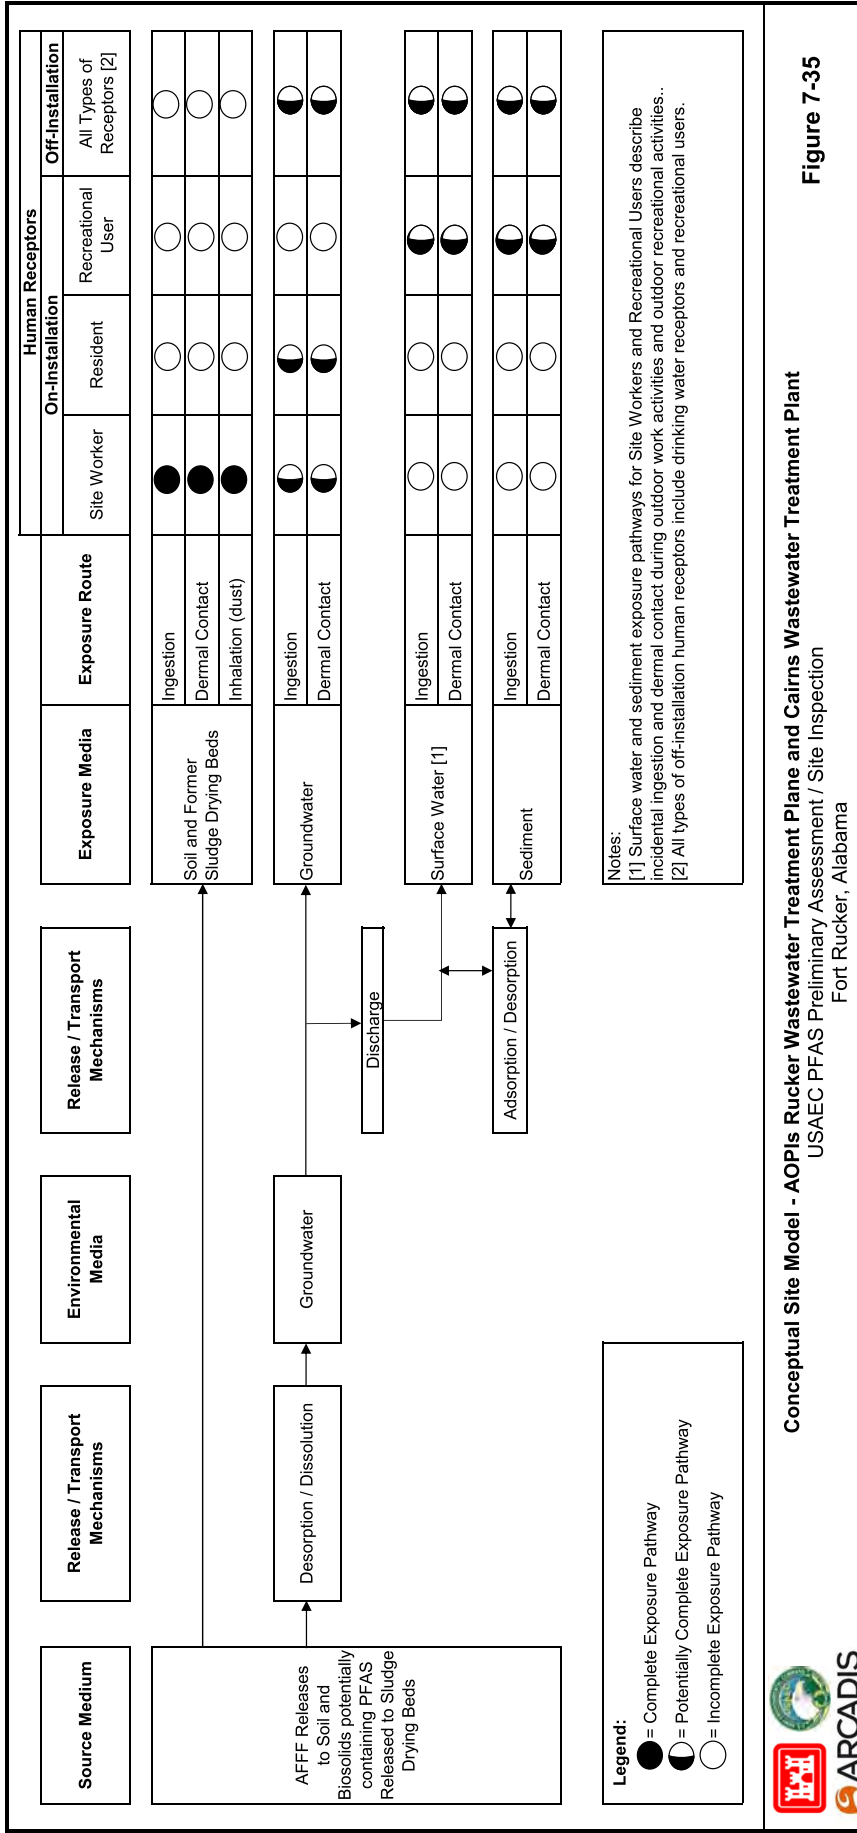 Human Receptors
On-Installation
Off-Installation
Source Medium
Release / Transport
Mechanisms
Environmental
Media
Release / Transport
Mechanisms
Exposure Media
Exposure Route
Site Worker
Resident
Recreational
User
All Types of
Receptors [2]
AFFF Releases
to Soil and
Biosolids potentially
containing PFAS
Released to Sludge
Drying Beds
Desorption / Dissolution
Groundwater
Discharge
Adsorption / Desorption
Soil and Former
Sludge Drying Beds
Ingestion
Dermal Contact
Inhalation (dust)
Groundwater
Ingestion
Dermal Contact
Surface Water [1]
Ingestion
Dermal Contact
Sediment
Ingestion
Dermal Contact
Legend:
= Complete Exposure Pathway
= Potentially Complete Exposure Pathway
= Incomplete Exposure Pathway
Notes:
[1] Surface water and sediment exposure pathways for Site Workers and Recreational Users describe
incidental ingestion and dermal contact during outdoor work activities and outdoor recreational activities..
[2] All types of off-installation human receptors include drinking water receptors and recreational users.
ARCADIS
Conceptual Site Model - AOPIs Rucker Wastewater Treatment Plane and Cairns Wastewater Treatment Plant
USAEC PFAS Preliminary Assessment / Site Inspection
Fort Rucker, Alabama
Figure 7-35